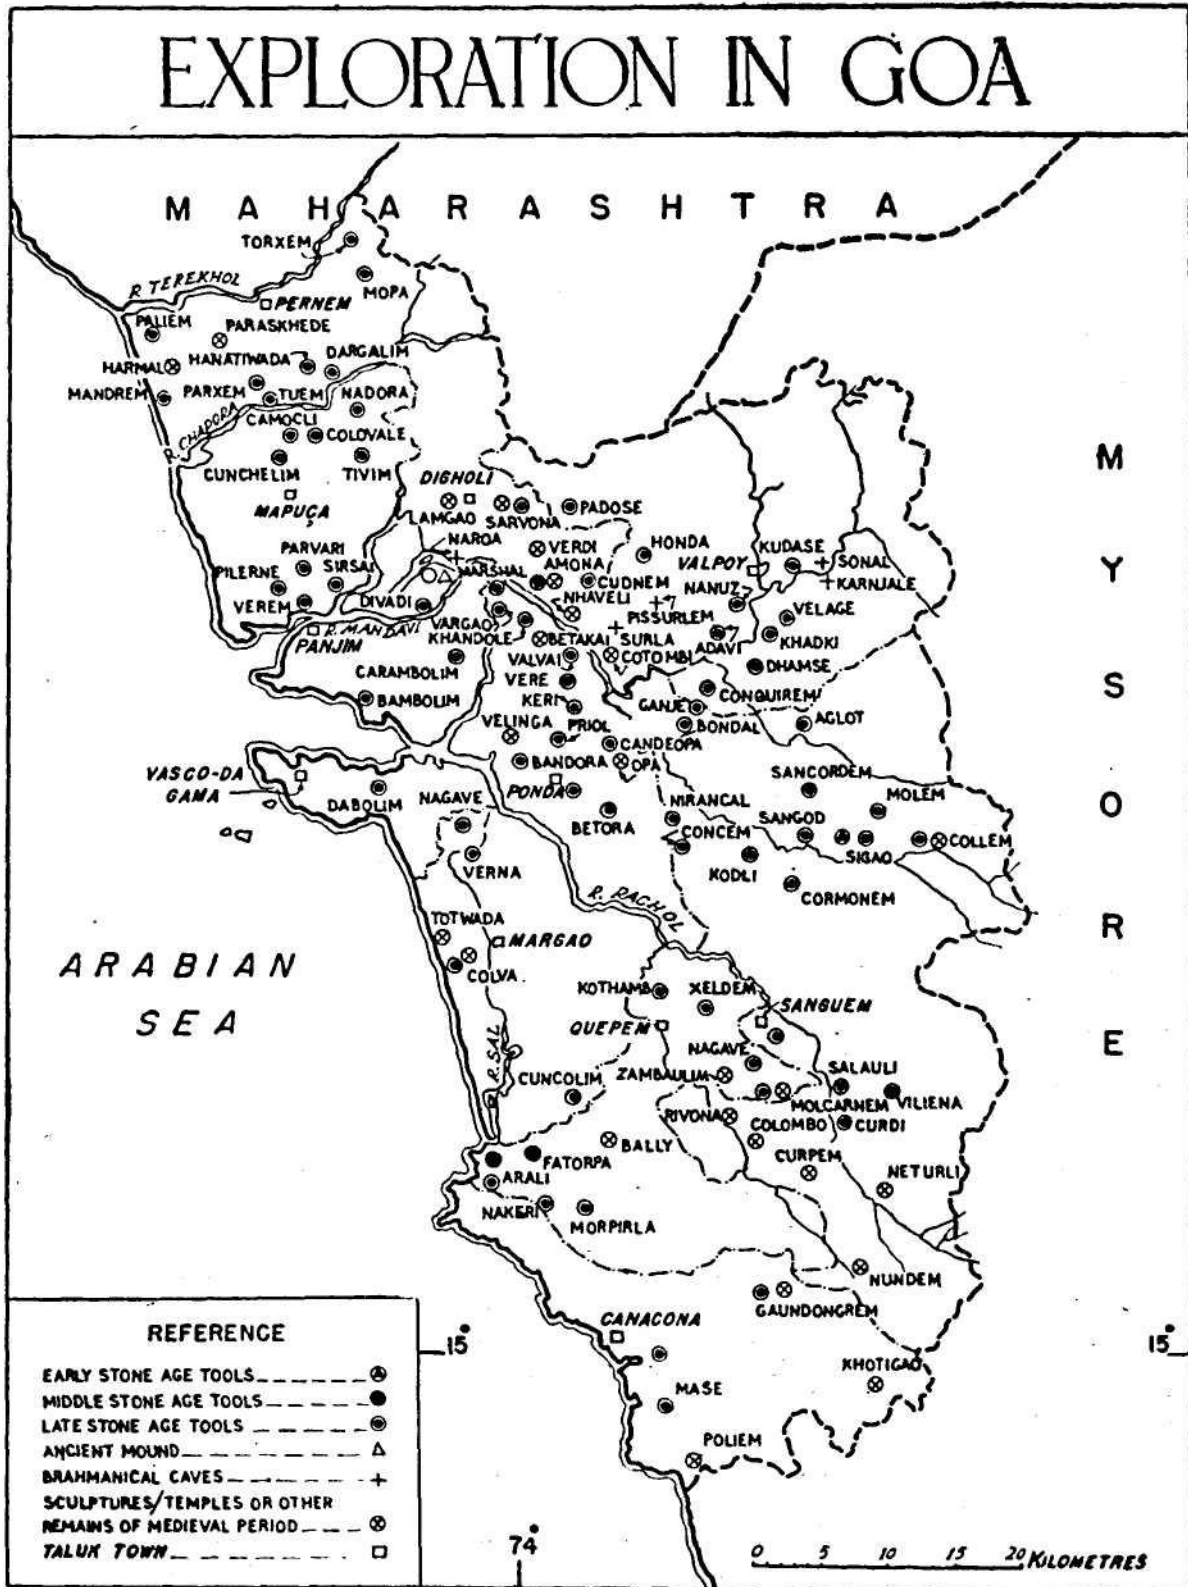 EXPLORATION IN GOA
MAHARASHTRA
TORXEM
MOPA
R. TEREKHOL
PERNEM
PALIEM
PARASKHEDE
HARMAL
HANATIWADA
DARGALIM
MANDREM
PARXEM
TUEM
NADORA
R. CHAPORA
CAMOCLI
COLOVALE
CUNCHELIM
TIVIM
MAPUÇA
DIGHOLI
LAMGAO
SARVONA
PADOSE
NAROA
VERDI
HONDA
KUDASE
SONAL
PARVARI
AMONA
VALPOY
KARNJALE
PILERNE
SIRSAI
MARSHAL
CUDNEM
NANUZ
VEREM
DIVADI
NHAVELI
PISSURLEM
VELAGE
VARGAO
R. MANDAVI
PANJIM
KHANDOLE
BETAKAI
SURLA
ADAVI
KHADKI
CARAMBOLIM
VALVAI
COTOMBI
DHAMSE
VERE
CONQUIREM
BAMBOLIM
KERI
GANJE
BONDAL
AGLOT
VELINGA
PRIOL
CANDEOPA
BANDORA
OPA
VASCO-DA
GAMA
SANCORDEM
DABOLIM
NAGAVE
PONDA
NIRANCAL
MOLEM
BETORA
SANGOD
CONCEM
COLLEM
VERNA
SIGAO
KODLI
CORMONEM
R. RACHOL
TOTWADA
MARGAO
COLVA
ARABIAN
SEA
KOTHAMB
XELDEM
SANGUEM
QUEPEM
R. SAL
NAGAVE
CUNCOLIM
ZAMBAULIM
SALAULI
MOLCARNEM
VILIENA
RIVONA
COLOMBO
CURDI
BALLY
FATORPA
CURPEM
ARALI
NETURLI
NAKERI
MORPIRLA
NUNDEM
GAUNDONGREM
CANACONA
KHOTIGAO
MASE
POLIEM
MYSORE
15°
15°
74°
REFERENCE
EARLY STONE AGE TOOLS
MIDDLE STONE AGE TOOLS
LATE STONE AGE TOOLS
ANCIENT MOUND
BRAHMANICAL CAVES
SCULPTURES/TEMPLES OR OTHER
REMAINS OF MEDIEVAL PERIOD
TALUK TOWN
0 5 10 15 20 KILOMETRES